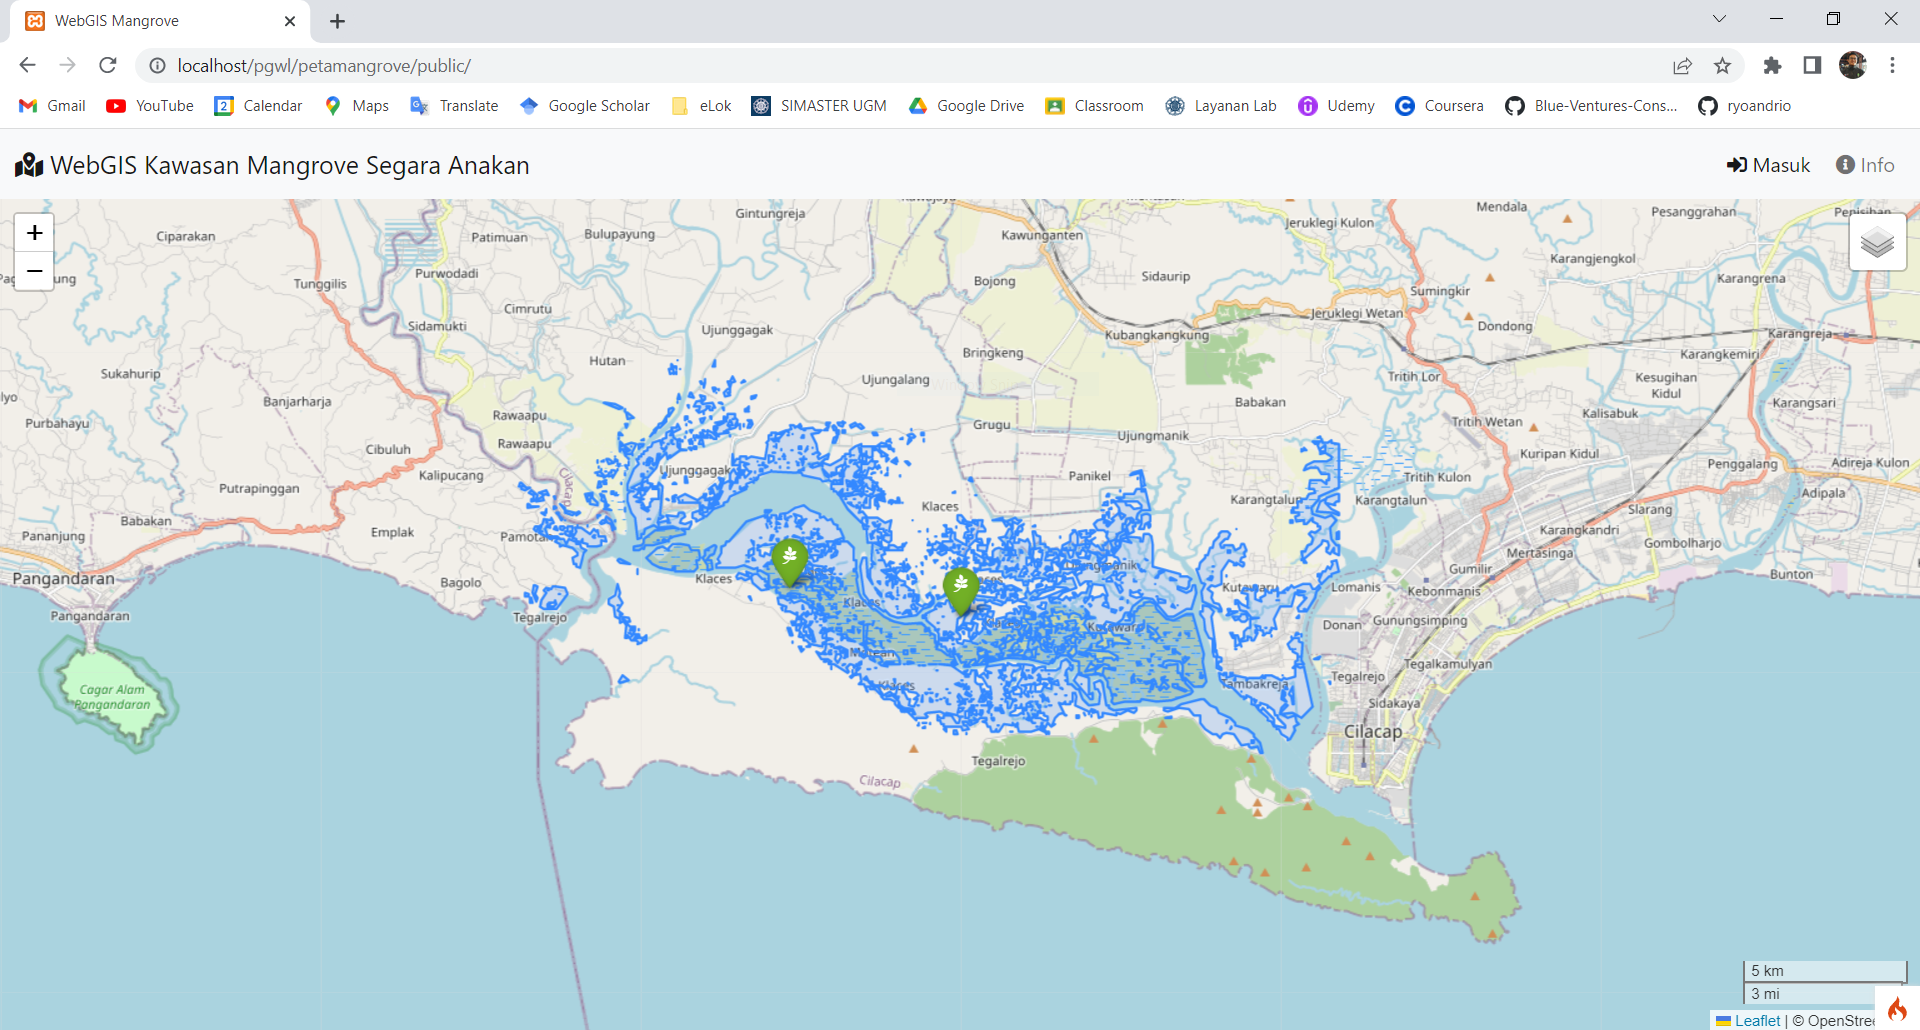 WebGIS Mangrove
localhost/pgwl/petamangrove/public/
Gmail YouTube Calendar Maps Translate Google Scholar eLok SIMASTER UGM Google Drive Classroom Layanan Lab Udemy Coursera Blue-Ventures-Cons... ryoandrio
WebGIS Kawasan Mangrove Segara Anakan
Masuk Info
+
−
Ciparakan
Patimuan
Bulupayung
Gintungreja
Kawunganten
Jeruklegi Kulon
Mendala
Pesanggrahan
Tunggilis
Purwodadi
Bojong
Sidaurip
Karangjengkol
Karangrena
Sumingkir
Cimrutu
Sidamukti
Ujunggagak
Kubangkangkung
Jeruklegi Wetan
Dondong
Karangreja
Hutan
Bringkeng
Karangkemiri
Sukahurip
Ujungalang
Tritih Lor
Kesugihan
Kidul
Banjarharja
Rawaapu
Babakan
Karangsari
Purbahayu
Grugu
Tritih Wetan
Kalisabuk
Rawaapu
Cibuluh
Ujungmanik
Kuripan Kidul
Kalipucang
Ujunggagak
Panikel
Tritih Kulon
Penggalang
Adireja Kulon
Putrapinggan
Klaces
Karangtalun
Karangtalun
Adipala
Slarang
Babakan
Emplak
Karangkandri
Pananjung
Gombolharjo
Mertasinga
Pangandaran
Bagolo
Klaces
Gumilir
Bunton
Kutawaru
Lomanis
Kebonmanis
Pangandaran
Tegalrejo
Klaces
Donan
Gunungsimping
Kutawaru
Klaces
Tegalkamulyan
Tegalrejo
Cagar Alam
Pangandaran
Tambakreja
Sidakaya
Cilacap
Tegalrejo
Cilacap
5 km
3 mi
Leaflet | © OpenStree